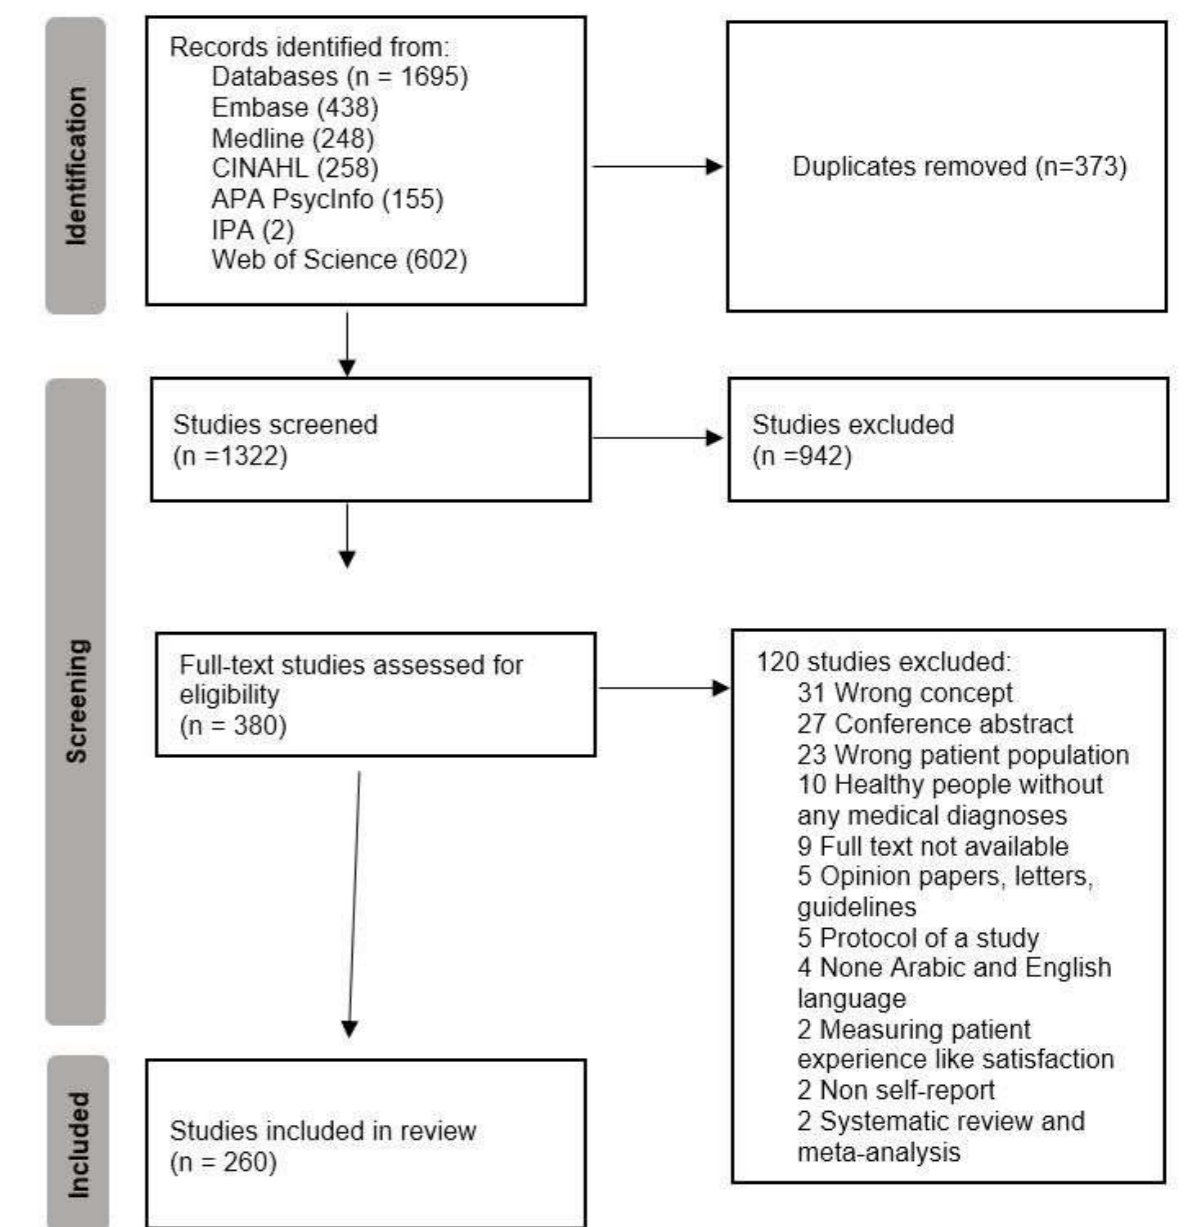 Identification
Records identified from:
Databases (n = 1695)
Embase (438)
Medline (248)
CINAHL (258)
APA PsycInfo (155)
IPA (2)
Web of Science (602)
Duplicates removed (n=373)
Screening
Studies screened
(n =1322)
Studies excluded
(n =942)
Full-text studies assessed for
eligibility
(n = 380)
120 studies excluded:
31 Wrong concept
27 Conference abstract
23 Wrong patient population
10 Healthy people without
any medical diagnoses
9 Full text not available
5 Opinion papers, letters,
guidelines
5 Protocol of a study
4 None Arabic and English
language
2 Measuring patient
experience like satisfaction
2 Non self-report
2 Systematic review and
meta-analysis
Included
Studies included in review
(n = 260)